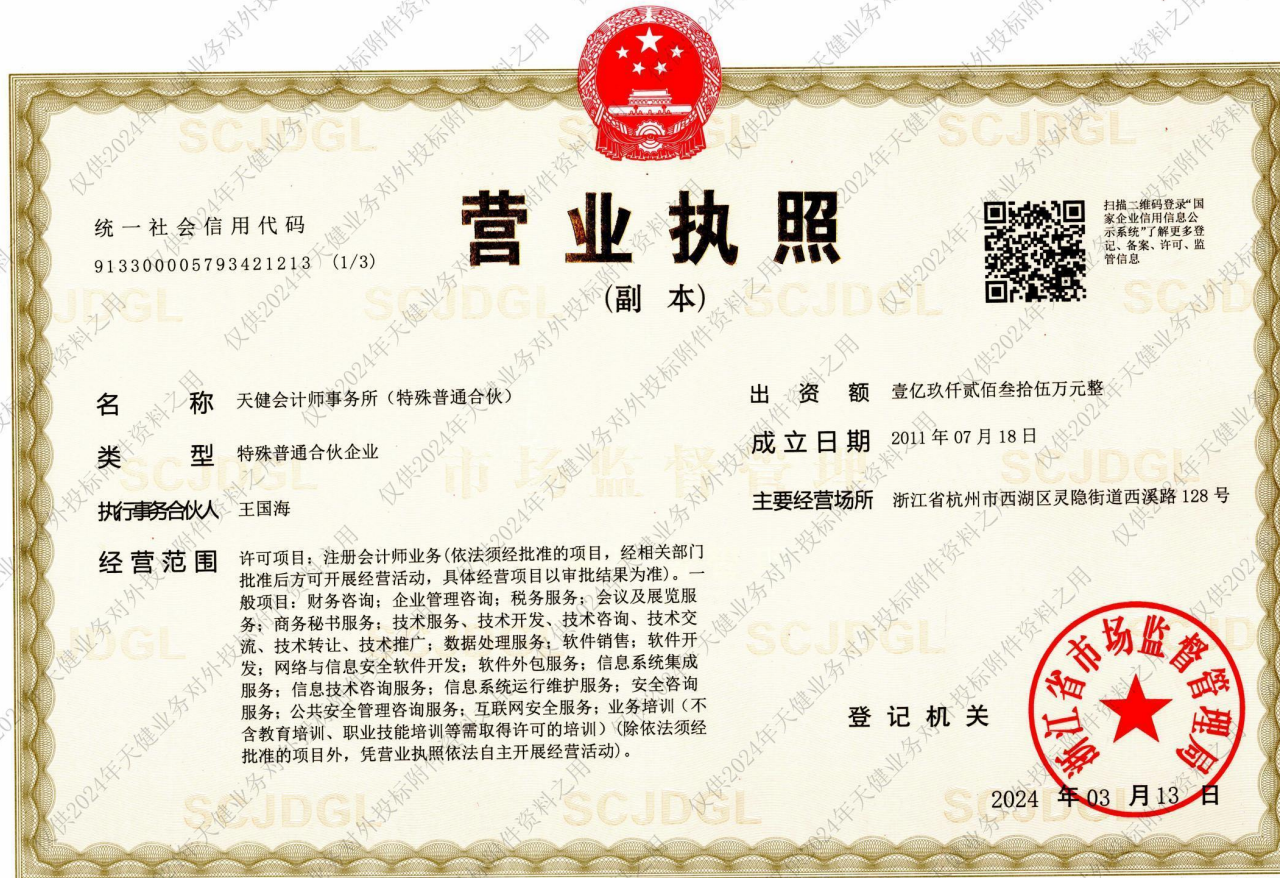 营业执照
(副 本)
统一社会信用代码
913300005793421213 (1/3)
扫描二维码登录“国
家企业信用信息公
示系统”了解更多登
记、备案、许可、监
管信息
名 称 天健会计师事务所（特殊普通合伙）
类 型 特殊普通合伙企业
执行事务合伙人 王国海
经营范围 许可项目：注册会计师业务(依法须经批准的项目，经相关部门
批准后方可开展经营活动，具体经营项目以审批结果为准)。一
般项目：财务咨询；企业管理咨询；税务服务；会议及展览服
务；商务秘书服务；技术服务、技术开发、技术咨询、技术交
流、技术转让、技术推广；数据处理服务；软件销售；软件开
发；网络与信息安全软件开发；软件外包服务；信息系统集成
服务；信息技术咨询服务；信息系统运行维护服务；安全咨询
服务；公共安全管理咨询服务；互联网安全服务；业务培训（不
含教育培训、职业技能培训等需取得许可的培训）(除依法须经
批准的项目外，凭营业执照依法自主开展经营活动)。
出 资 额 壹亿玖仟贰佰叁拾伍万元整
成立日期 2011年07月18日
主要经营场所 浙江省杭州市西湖区灵隐街道西溪路128号
登记机关
浙江省市场监督管理局
2024 年03 月13 日
市场监督管理
SCJDGL
仅供2024年天健业务对外投标附件资料之用